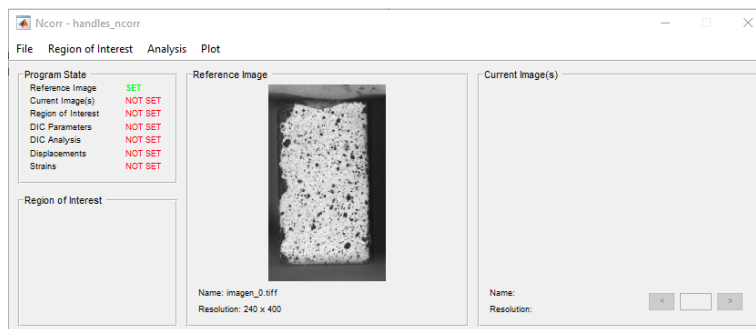 Ncorr - handles_ncorr
File Region of Interest Analysis Plot
Program State
Reference Image SET
Current Image(s) NOT SET
Region of Interest NOT SET
DIC Parameters NOT SET
DIC Analysis NOT SET
Displacements NOT SET
Strains NOT SET
Region of Interest
Reference Image
Name: imagen_0.tiff
Resolution: 240 x 400
Current Image(s)
Name:
Resolution:
< >